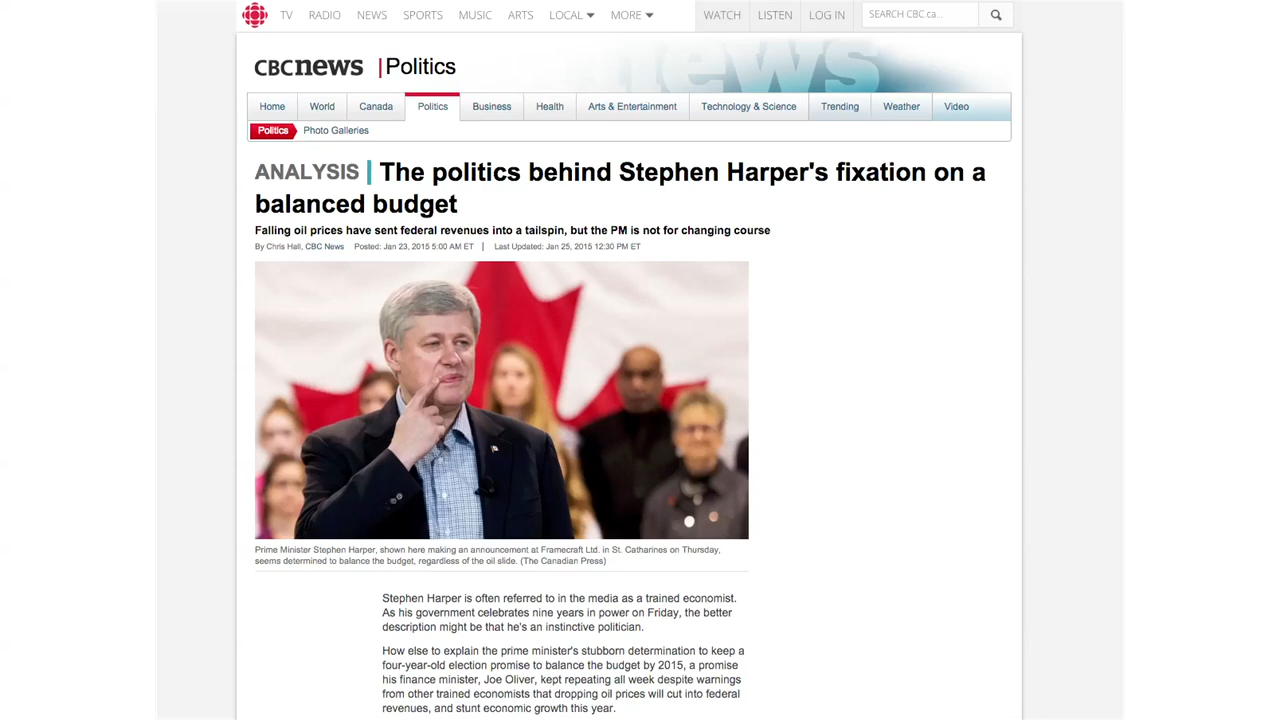 TV RADIO NEWS SPORTS MUSIC ARTS LOCAL MORE WATCH LISTEN LOG IN SEARCH CBC ca...
CBCnews | Politics
news
Home World Canada Politics Business Health Arts & Entertainment Technology & Science Trending Weather Video
Politics Photo Galleries
ANALYSIS | The politics behind Stephen Harper's fixation on a
balanced budget
Falling oil prices have sent federal revenues into a tailspin, but the PM is not for changing course
By Chris Hall, CBC News Posted: Jan 23, 2015 5:00 AM ET | Last Updated: Jan 25, 2015 12:30 PM ET
Prime Minister Stephen Harper, shown here making an announcement at Framecraft Ltd. in St. Catharines on Thursday,
seems determined to balance the budget, regardless of the oil slide. (The Canadian Press)
Stephen Harper is often referred to in the media as a trained economist.
As his government celebrates nine years in power on Friday, the better
description might be that he's an instinctive politician.
How else to explain the prime minister's stubborn determination to keep a
four-year-old election promise to balance the budget by 2015, a promise
his finance minister, Joe Oliver, kept repeating all week despite warnings
from other trained economists that dropping oil prices will cut into federal
revenues, and stunt economic growth this year.